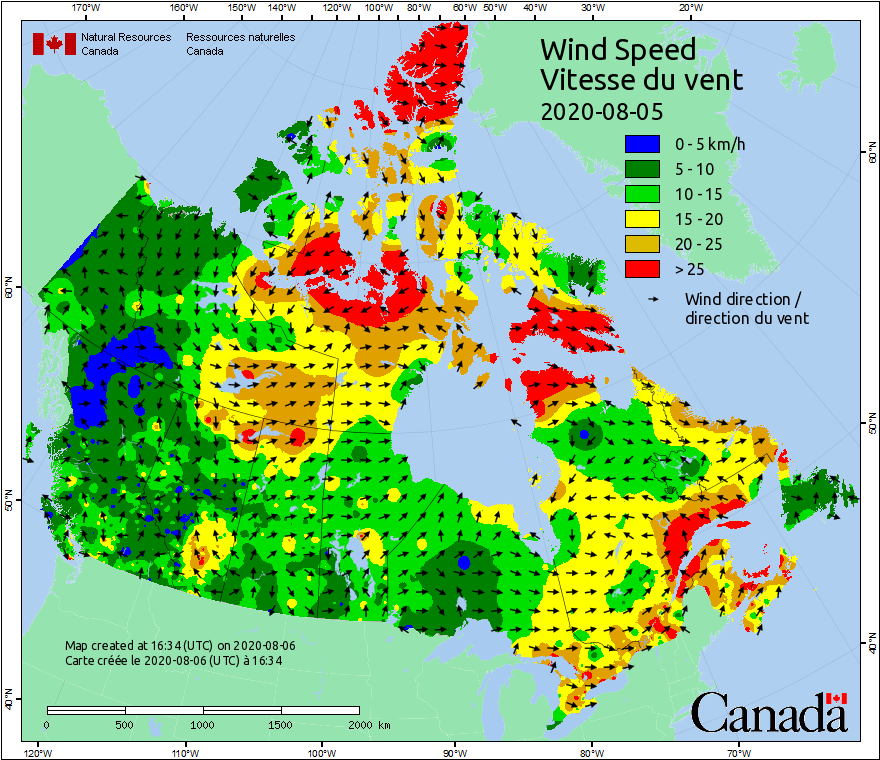 170°W 160°W 150°W 140°W 130°W 120°W 110°W 100°W 90°W 80°W 70°W 60°W 50°W 40°W 30°W 20°W
Natural Resources Ressources naturelles
Canada Canada
Wind Speed
Vitesse du vent
2020-08-05
0 - 5 km/h
5 - 10
10 - 15
15 - 20
20 - 25
> 25
Wind direction /
direction du vent
60°N
60°N
50°N
50°N
40°N
40°N
Map created at 16:34 (UTC) on 2020-08-06
Carte créée le 2020-08-06 (UTC) à 16:34
0 500 1000 1500 2000 km
Canada
120°W 110°W 100°W 90°W 80°W 70°W